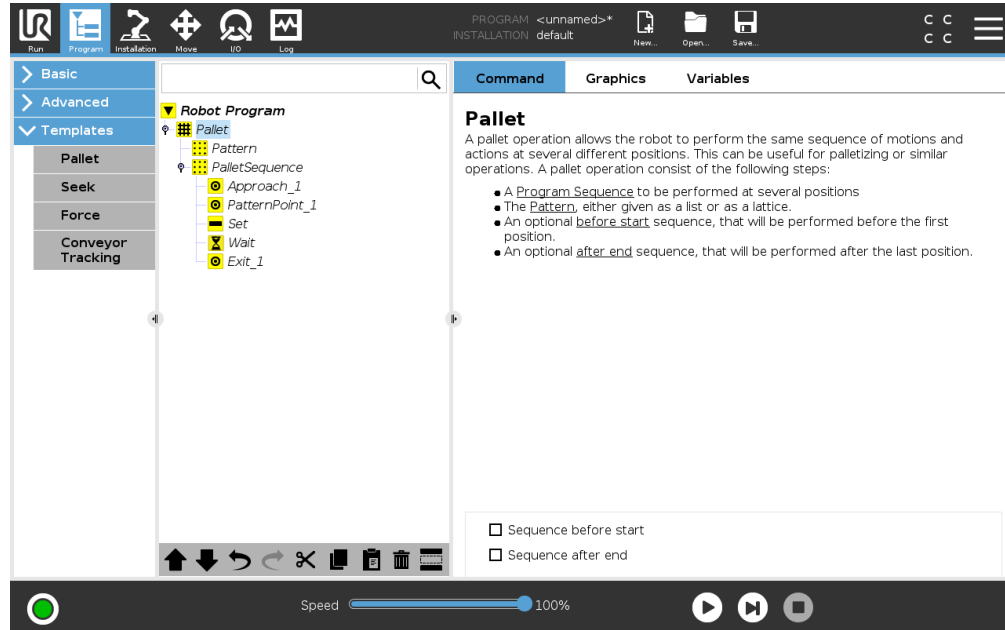 UR
PROGRAM <unnamed>*
INSTALLATION default
Run
Program
Installation
Move
I/O
Log
New...
Open...
Save...
C C
C C
Basic
Advanced
Templates
Pallet
Seek
Force
Conveyor
Tracking
Robot Program
Pallet
Pattern
PalletSequence
Approach_1
PatternPoint_1
Set
Wait
Exit_1
Command Graphics Variables
Pallet
A pallet operation allows the robot to perform the same sequence of motions and
actions at several different positions. This can be useful for palletizing or similar
operations. A pallet operation consist of the following steps:
A Program Sequence to be performed at several positions
The Pattern, either given as a list or as a lattice.
An optional before start sequence, that will be performed before the first
position.
An optional after end sequence, that will be performed after the last position.
Sequence before start
Sequence after end
Speed 100%